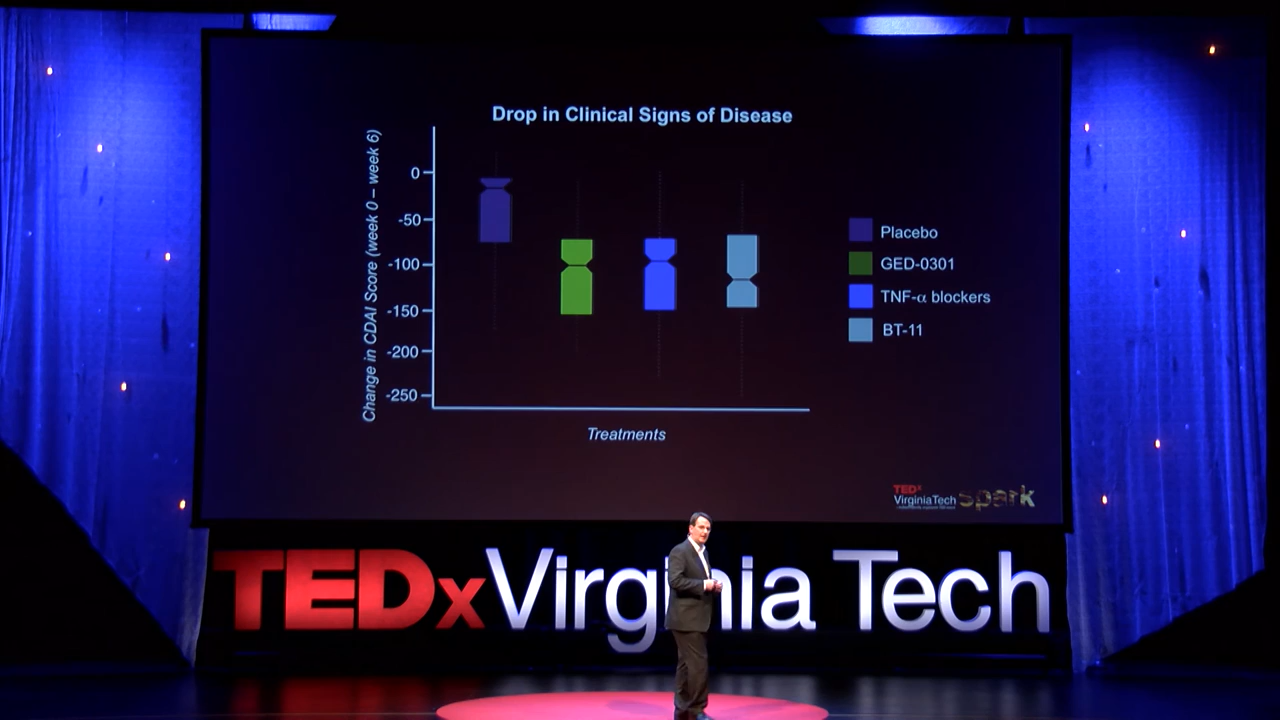 Drop in Clinical Signs of Disease
Change in CDAI Score (week 0 – week 6)
0
-50
-100
-150
-200
-250
Treatments
Placebo
GED-0301
TNF-α blockers
BT-11
TEDx
VirginiaTech
spark
TEDxVirginia Tech